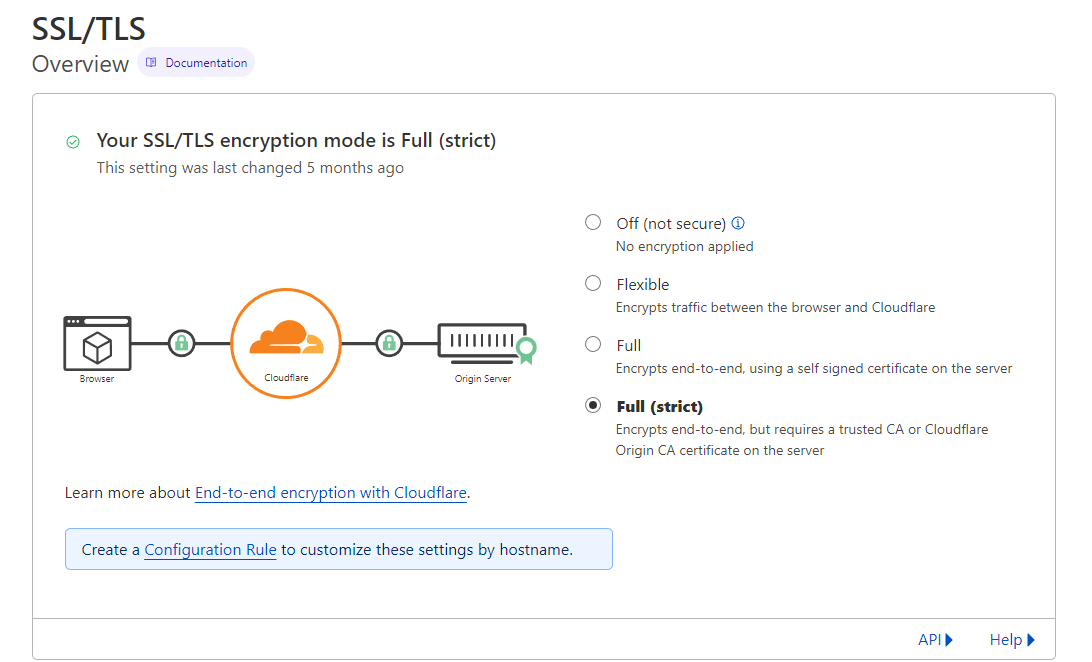 SSL/TLS
Overview
Documentation
Your SSL/TLS encryption mode is Full (strict)
This setting was last changed 5 months ago
Browser
Cloudflare
Origin Server
Off (not secure)
No encryption applied
Flexible
Encrypts traffic between the browser and Cloudflare
Full
Encrypts end-to-end, using a self signed certificate on the server
Full (strict)
Encrypts end-to-end, but requires a trusted CA or Cloudflare
Origin CA certificate on the server
Learn more about End-to-end encryption with Cloudflare.
Create a Configuration Rule to customize these settings by hostname.
API
Help